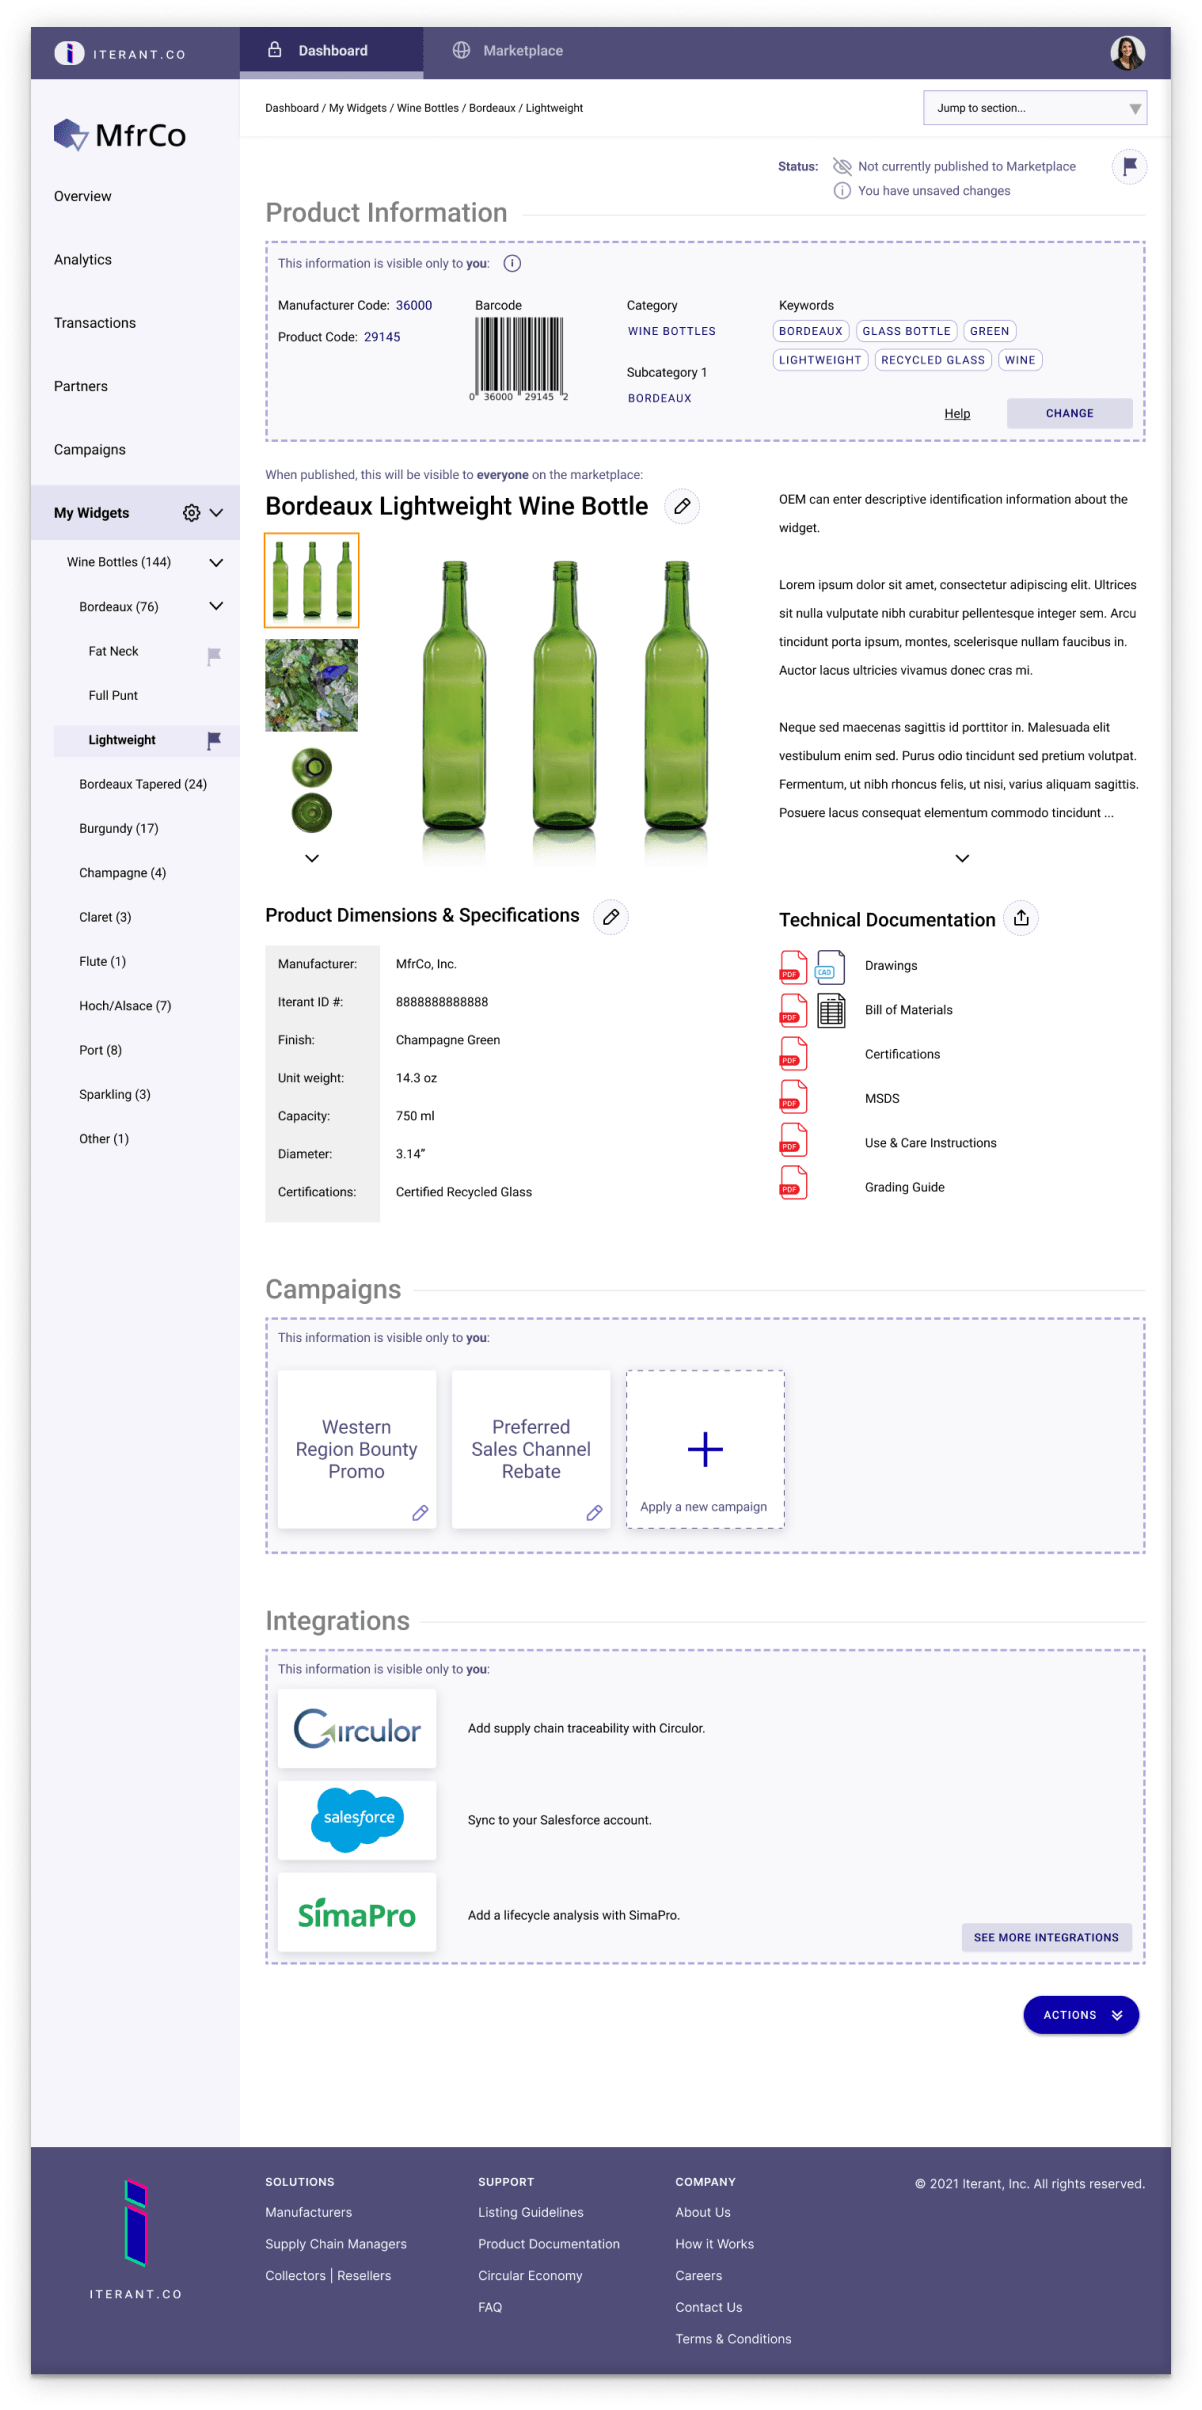 ITERANT.CO
Dashboard
Marketplace
Dashboard / My Widgets / Wine Bottles / Bordeaux / Lightweight
Jump to section...
MfrCo
Overview
Analytics
Transactions
Partners
Campaigns
My Widgets
Wine Bottles (144)
Bordeaux (76)
Fat Neck
Full Punt
Lightweight
Bordeaux Tapered (24)
Burgundy (17)
Champagne (4)
Claret (3)
Flute (1)
Hoch/Alsace (7)
Port (8)
Sparkling (3)
Other (1)
Status: Not currently published to Marketplace
You have unsaved changes
Product Information
This information is visible only to you:
Manufacturer Code: 36000
Product Code: 29145
Barcode
0 36000 29145 2
Category
WINE BOTTLES
Subcategory 1
BORDEAUX
Keywords
BORDEAUX GLASS BOTTLE GREEN
LIGHTWEIGHT RECYCLED GLASS WINE
Help
CHANGE
When published, this will be visible to everyone on the marketplace:
Bordeaux Lightweight Wine Bottle
OEM can enter descriptive identification information about the
widget.
Lorem ipsum dolor sit amet, consectetur adipiscing elit. Ultrices
sit nulla vulputate nibh curabitur pellentesque integer sem. Arcu
tincidunt porta ipsum, montes, scelerisque nullam faucibus in.
Auctor lacus ultricies vivamus donec cras mi.
Neque sed maecenas sagittis id porttitor in. Malesuada elit
vestibulum enim sed. Purus odio tincidunt sed pretium volutpat.
Fermentum, ut nibh rhoncus felis, ut nisi, varius aliquam sagittis.
Posuere lacus consequat elementum commodo tincidunt ...
Product Dimensions & Specifications
Manufacturer: MfrCo, Inc.
Iterant ID #: 8888888888888
Finish: Champagne Green
Unit weight: 14.3 oz
Capacity: 750 ml
Diameter: 3.14”
Certifications: Certified Recycled Glass
Technical Documentation
PDF CAD Drawings
PDF Bill of Materials
PDF Certifications
PDF MSDS
PDF Use & Care Instructions
PDF Grading Guide
Campaigns
This information is visible only to you:
Western
Region Bounty
Promo
Preferred
Sales Channel
Rebate
Apply a new campaign
Integrations
This information is visible only to you:
Circulor
Add supply chain traceability with Circulor.
salesforce
Sync to your Salesforce account.
SimaPro
Add a lifecycle analysis with SimaPro.
SEE MORE INTEGRATIONS
ACTIONS
ITERANT.CO
SOLUTIONS
Manufacturers
Supply Chain Managers
Collectors | Resellers
SUPPORT
Listing Guidelines
Product Documentation
Circular Economy
FAQ
COMPANY
About Us
How it Works
Careers
Contact Us
Terms & Conditions
© 2021 Iterant, Inc. All rights reserved.